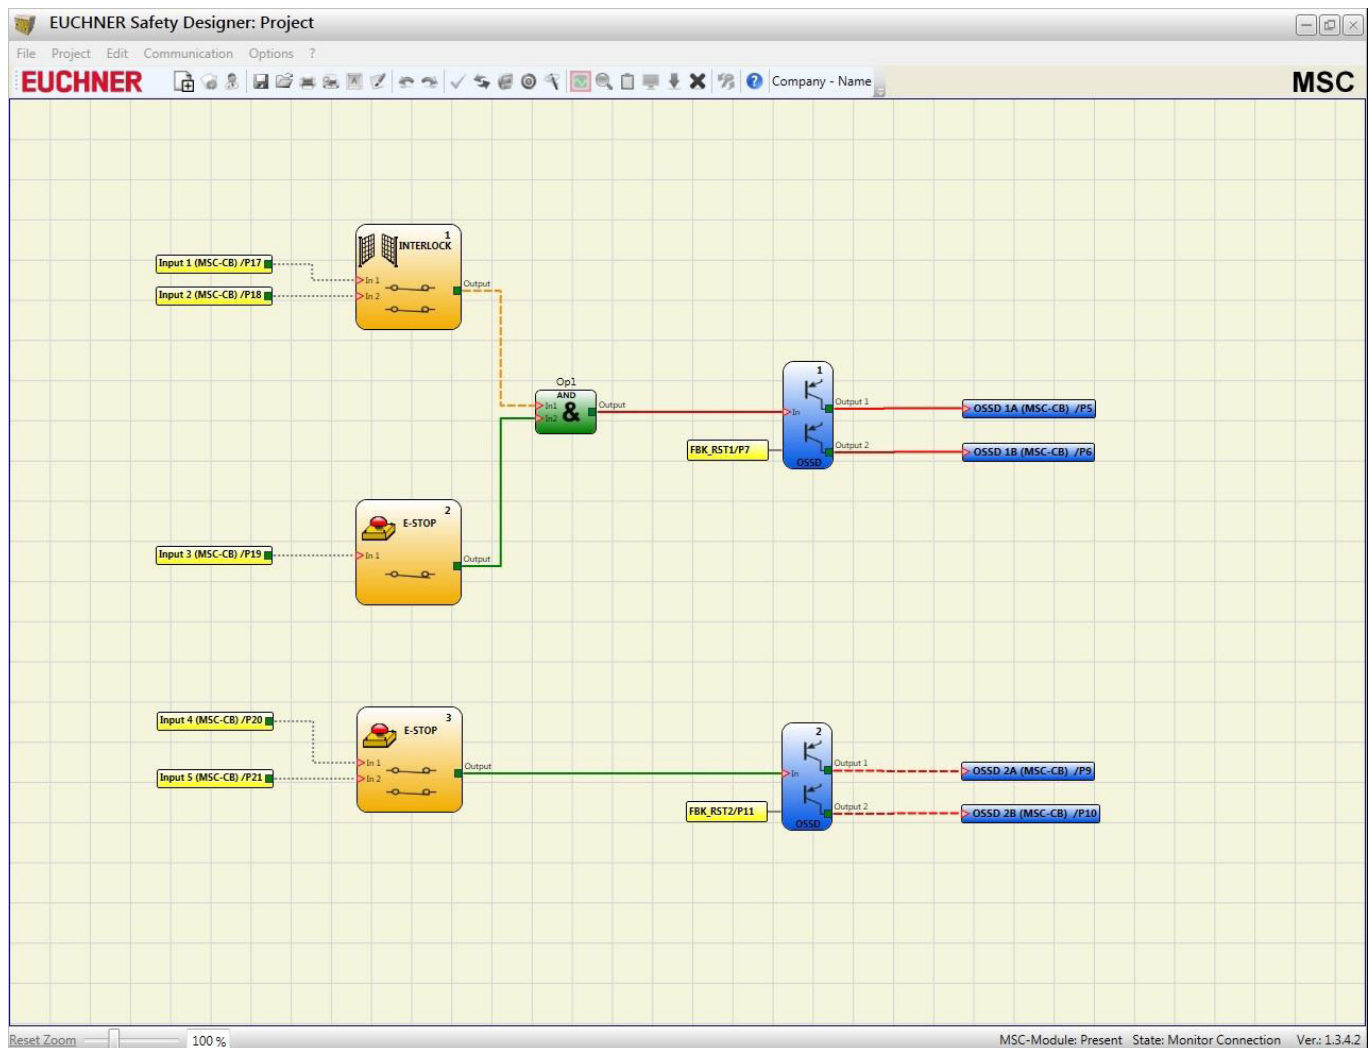 EUCHNER Safety Designer: Project
File Project Edit Communication Options ?
EUCHNER Company - Name MSC
1
INTERLOCK
Input 1 (MSC-CB) /P17
In 1
Output
Input 2 (MSC-CB) /P18
In 2
1
Op1
AND
In1
&
Output
In2
In
Output 1
OSSD 1A (MSC-CB) /P5
FBK_RST1/P7
Output 2
OSSD 1B (MSC-CB) /P6
OSSD
2
E-STOP
Input 3 (MSC-CB) /P19
In 1
Output
3
E-STOP
Input 4 (MSC-CB) /P20
In 1
Output
Input 5 (MSC-CB) /P21
In 2
2
In
Output 1
OSSD 2A (MSC-CB) /P9
FBK_RST2/P11
Output 2
OSSD 2B (MSC-CB) /P10
OSSD
Reset Zoom 100 % MSC-Module: Present State: Monitor Connection Ver.: 1.3.4.2